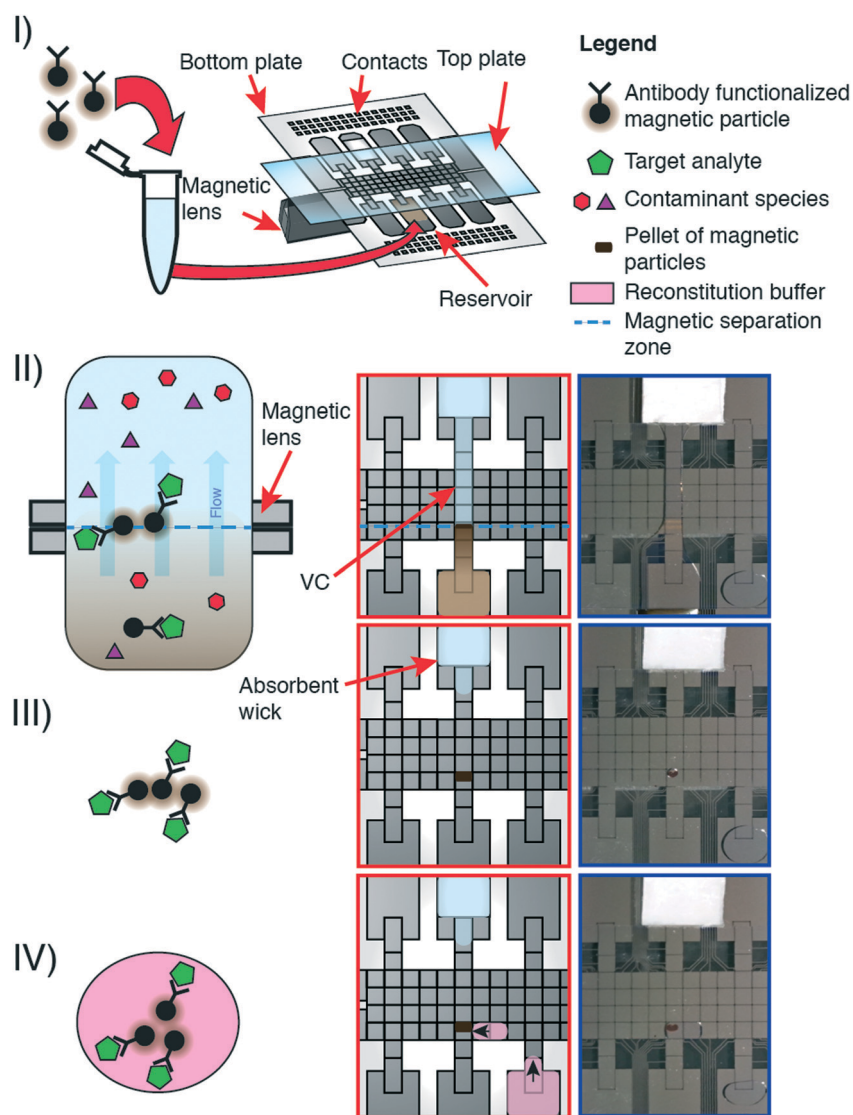 I)
Bottom plate
Contacts
Top plate
Magnetic
lens
Reservoir
Legend
Antibody functionalized
magnetic particle
Target analyte
Contaminant species
Pellet of magnetic
particles
Reconstitution buffer
Magnetic separation
zone
II)
Magnetic
lens
Flow
VC
Absorbent
wick
III)
IV)